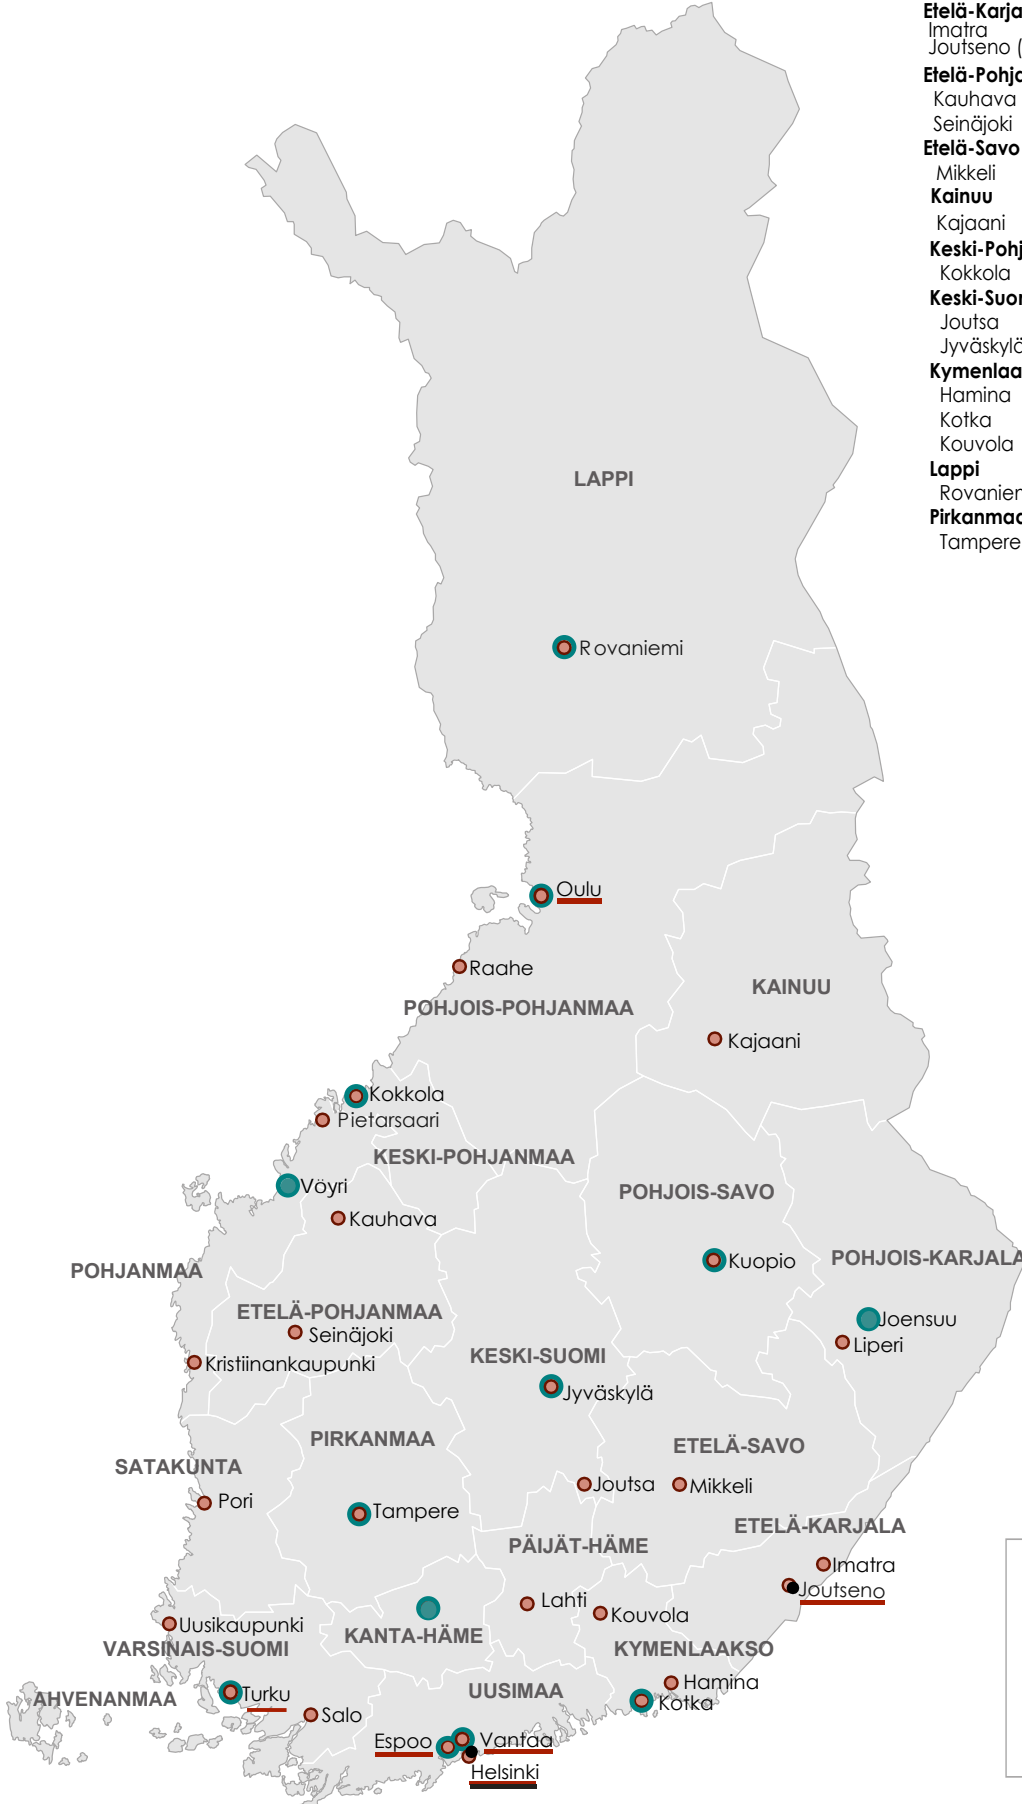 Etelä-Karja
Imatra
Joutseno (
Etelä-Pohja
Kauhava
Seinäjoki
Etelä-Savo
Mikkeli
Kainuu
Kajaani
Keski-Pohj
Kokkola
Keski-Suo
Joutsa
Jyväskylä
Kymenlaa
Hamina
Kotka
Kouvola
Lappi
Rovanie
Pirkanmaa
Tampere
LAPPI
Rovaniemi
Oulu
Raahe
KAINUU
POHJOIS-POHJANMAA
Kajaani
Kokkola
Pietarsaari
KESKI-POHJANMAA
Vöyri
POHJOIS-SAVO
Kauhava
Kuopio
POHJOIS-KARJALA
POHJANMAA
ETELÄ-POHJANMAA
Joensuu
Seinäjoki
Liperi
KESKI-SUOMI
Kristiinankaupunki
Jyväskylä
PIRKANMAA
ETELÄ-SAVO
SATAKUNTA
Joutsa
Mikkeli
Pori
Tampere
ETELÄ-KARJALA
PÄIJÄT-HÄME
Imatra
Joutseno
Lahti
Kouvola
Uusikaupunki
KANTA-HÄME
VARSINAIS-SUOMI
KYMENLAAKSO
Hamina
UUSIMAA
Turku
AHVENANMAA
Kotka
Salo
Espoo
Vantaa
Helsinki